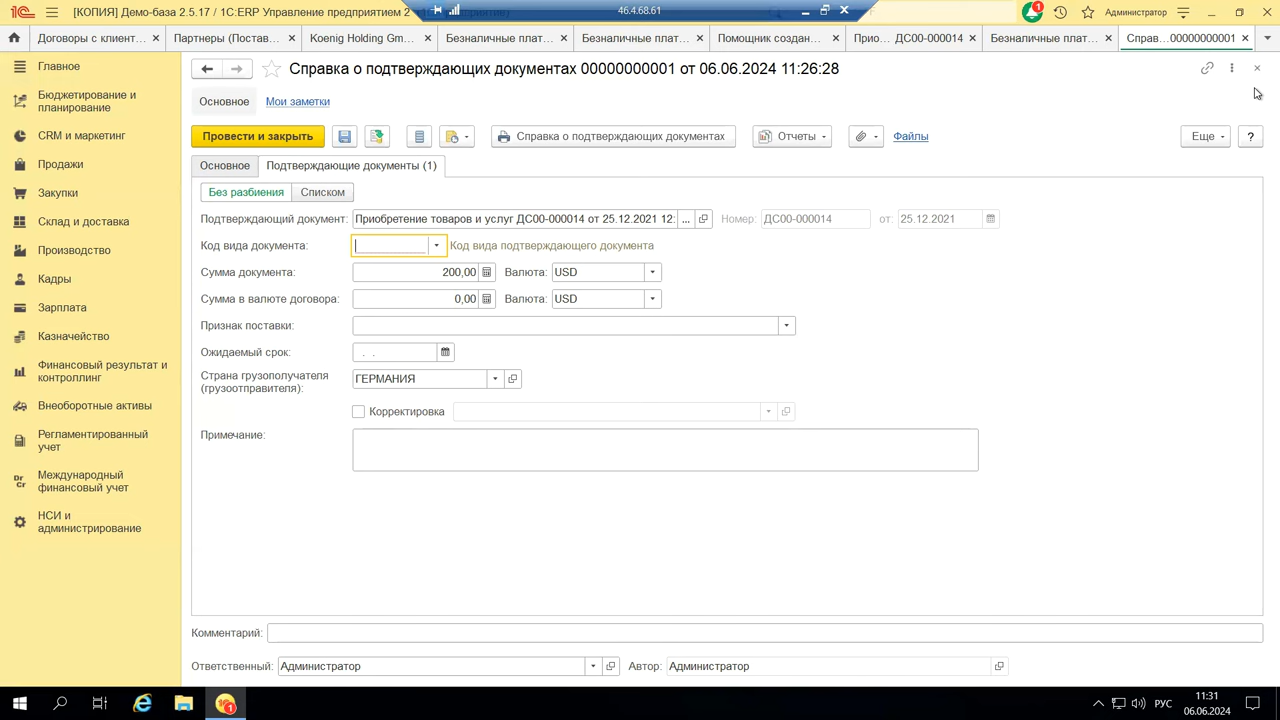 [КОПИЯ] Демо-база 2.5.17 / 1С:ERP Управление предприятием 2
46.4.68.61
Администратор
1
Договоры с клиент...
Партнеры (Постав...
Koenig Holding Gm...
Безналичные плат...
Безналичные плат...
Помощник создан...
Прио... ДС00-000014
Безналичные плат...
Справ...00000000001
Главное
Бюджетирование и
планирование
CRM и маркетинг
Продажи
Закупки
Склад и доставка
Производство
Кадры
Зарплата
Казначейство
Финансовый результат и
контроллинг
Внеоборотные активы
Регламентированный
учет
Международный
финансовый учет
НСИ и
администрирование
Справка о подтверждающих документах 00000000001 от 06.06.2024 11:26:28
Основное
Мои заметки
Провести и закрыть
Справка о подтверждающих документах
Отчеты
Файлы
Еще
?
Основное
Подтверждающие документы (1)
Без разбиения
Списком
Подтверждающий документ: Приобретение товаров и услуг ДС00-000014 от 25.12.2021 12: ... Номер: ДС00-000014 от: 25.12.2021
Код вида документа: Код вида подтверждающего документа
Сумма документа: 200,00 Валюта: USD
Сумма в валюте договора: 0,00 Валюта: USD
Признак поставки:
Ожидаемый срок: . .
Страна грузополучателя
(грузоотправителя): ГЕРМАНИЯ
Корректировка
Примечание:
Комментарий:
Ответственный: Администратор Автор: Администратор
РУС
11:31
06.06.2024